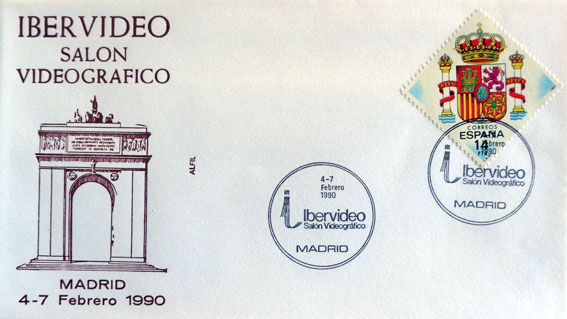 IBERVIDEO
SALON
VIDEOGRAFICO
MADRID
4-7 Febrero 1990
ALFIL
4-7
Febrero
1990
Ibervideo
Salón Videográfico
MADRID
CORREOS
ESPAÑA
14
PTA
Febrero
1990
Ibervideo
Salón Videográfico
MADRID